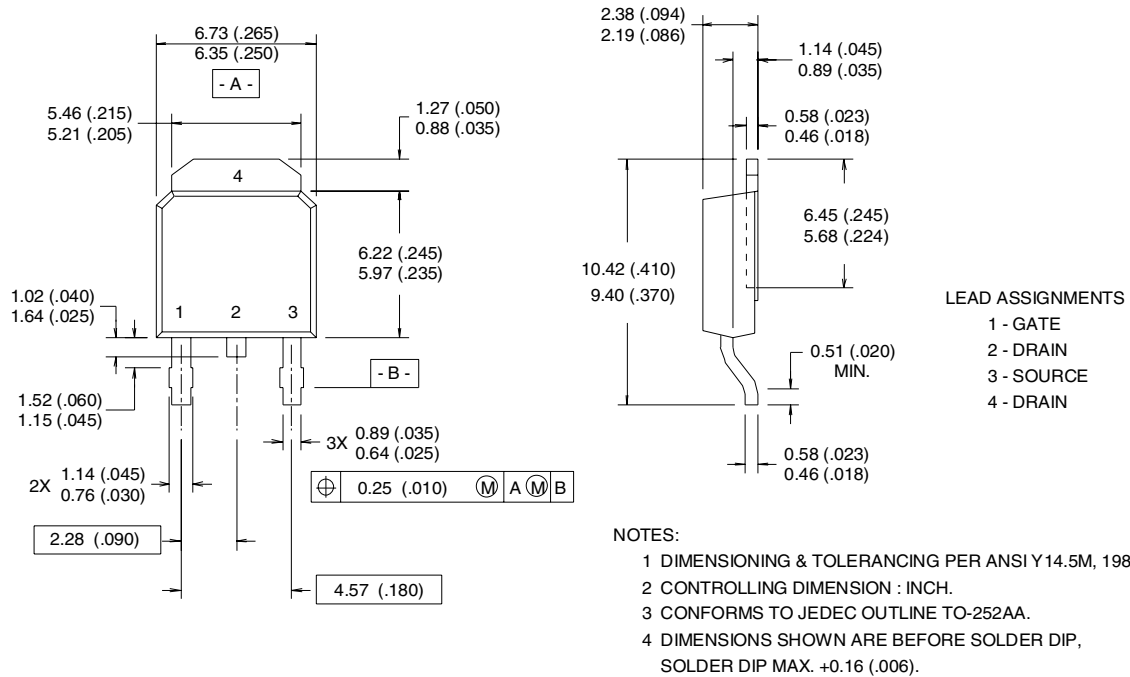 6.73 (.265)
6.35 (.250)
- A -
5.46 (.215)
5.21 (.205)
1.27 (.050)
0.88 (.035)
4
6.22 (.245)
5.97 (.235)
1.02 (.040)
1.64 (.025)
1 2 3
- B -
1.52 (.060)
1.15 (.045)
3X 0.89 (.035)
0.64 (.025)
2X 1.14 (.045)
0.76 (.030)
⌖ 0.25 (.010) Ⓜ A Ⓜ B
2.28 (.090)
4.57 (.180)
2.38 (.094)
2.19 (.086)
1.14 (.045)
0.89 (.035)
0.58 (.023)
0.46 (.018)
6.45 (.245)
5.68 (.224)
10.42 (.410)
9.40 (.370)
0.51 (.020)
MIN.
0.58 (.023)
0.46 (.018)
LEAD ASSIGNMENTS
1 - GATE
2 - DRAIN
3 - SOURCE
4 - DRAIN
NOTES:
1 DIMENSIONING & TOLERANCING PER ANSI Y14.5M, 198
2 CONTROLLING DIMENSION : INCH.
3 CONFORMS TO JEDEC OUTLINE TO-252AA.
4 DIMENSIONS SHOWN ARE BEFORE SOLDER DIP,
SOLDER DIP MAX. +0.16 (.006).